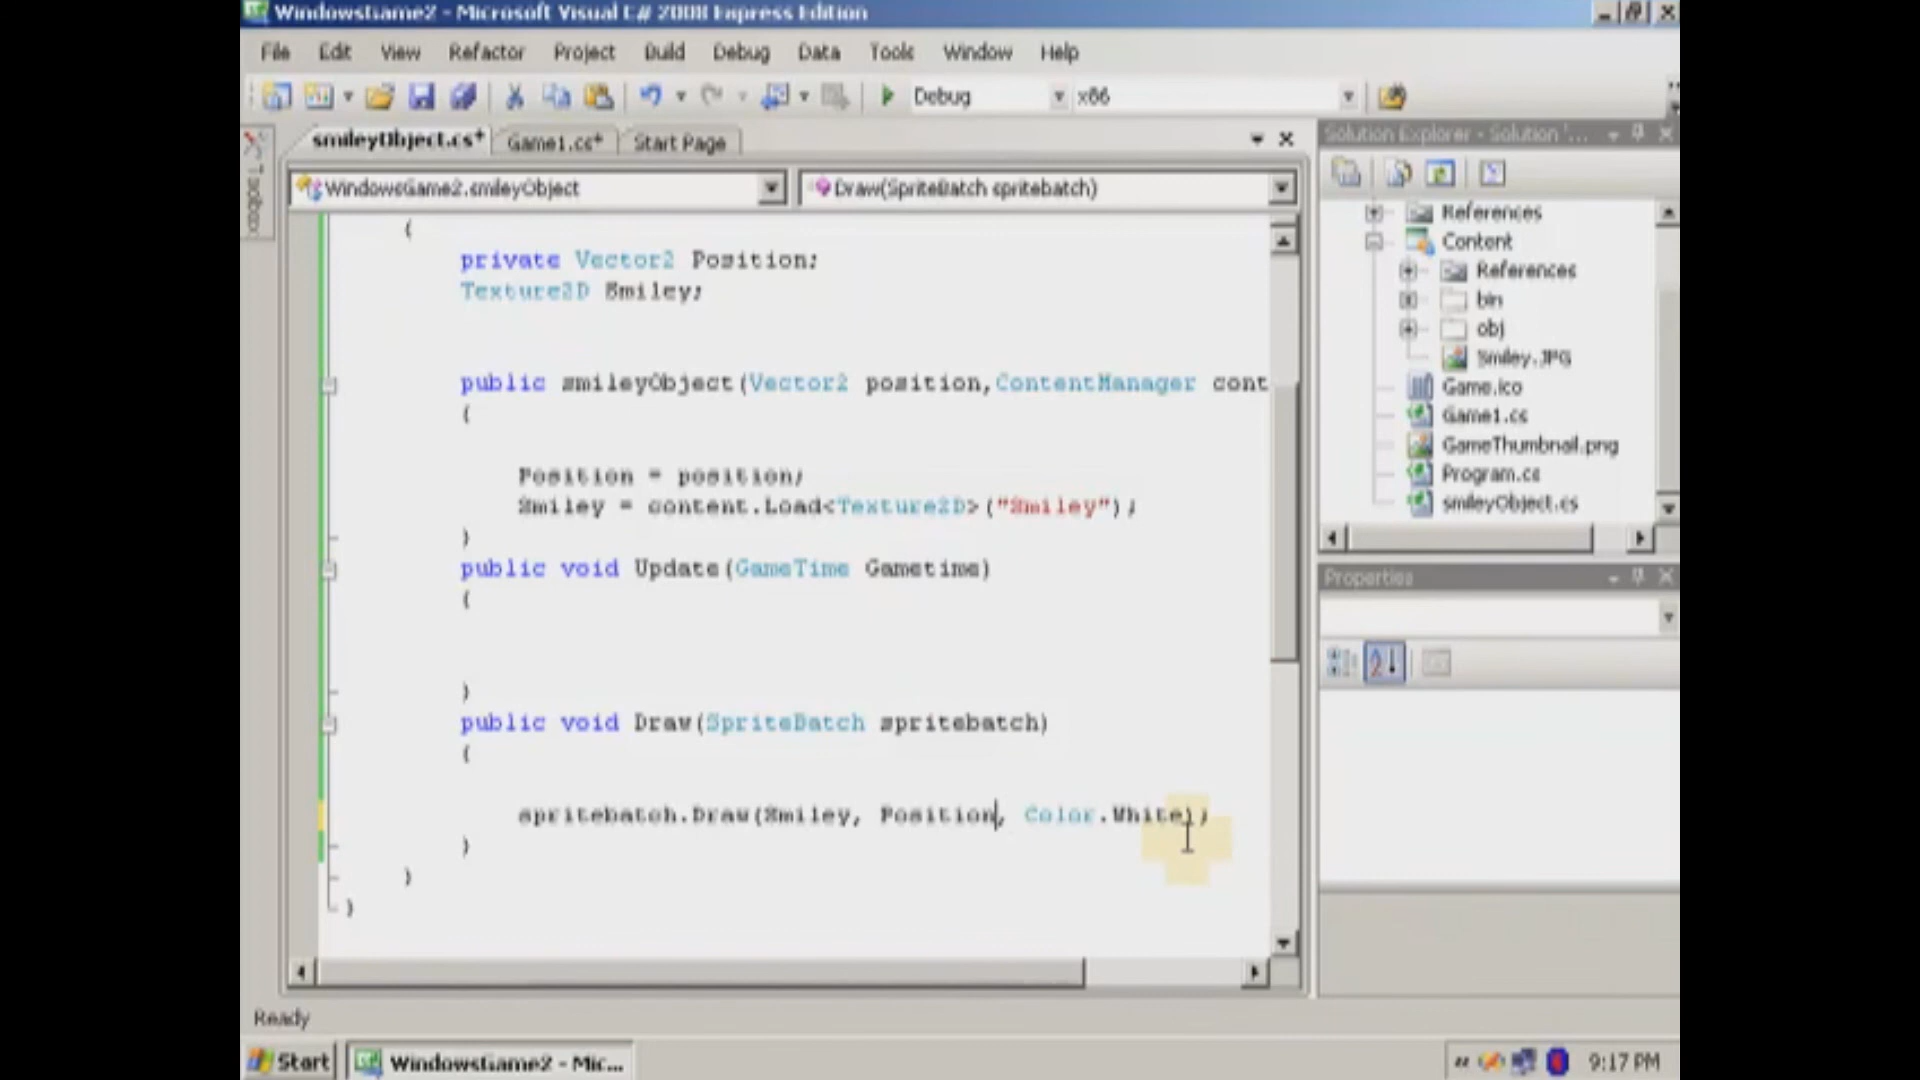 WindowsGame2 - Microsoft Visual C# 2008 Express Edition
File Edit View Refactor Project Build Debug Data Tools Window Help
Debug x86
smileyObject.cs* Game1.cs* Start Page
Toolbox
WindowsGame2.smileyObject Draw(SpriteBatch spritebatch)
{
private Vector2 Position;
Texture2D Smiley;
public smileyObject(Vector2 position,ContentManager cont
{
Position = position;
Smiley = content.Load<Texture2D>("Smiley");
}
public void Update(GameTime Gametime)
{
}
public void Draw(SpriteBatch spritebatch)
{
spritebatch.Draw(Smiley, Position, Color.White);
}
}
}
Solution Explorer - Solution '...
References
Content
References
bin
obj
Smiley.JPG
Game.ico
Game1.cs
GameThumbnail.png
Program.cs
smileyObject.cs
Properties
Ready
Start WindowsGame2 - Mic... 9:17 PM